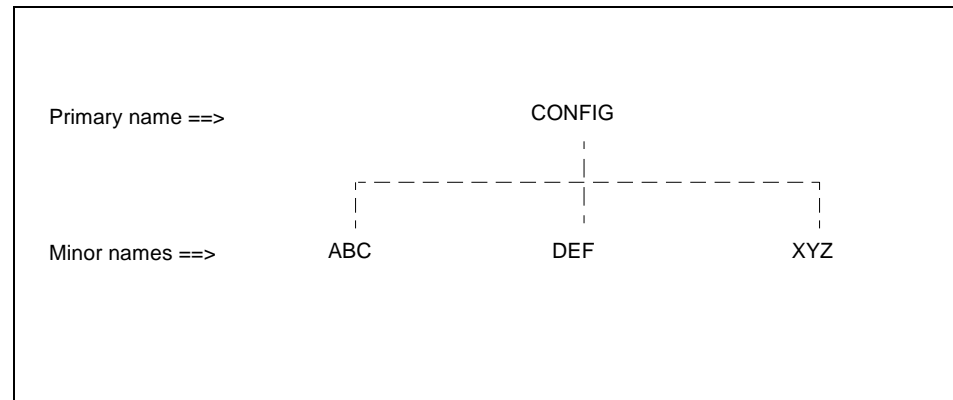 Primary name ==> CONFIG
Minor names ==> ABC DEF XYZ